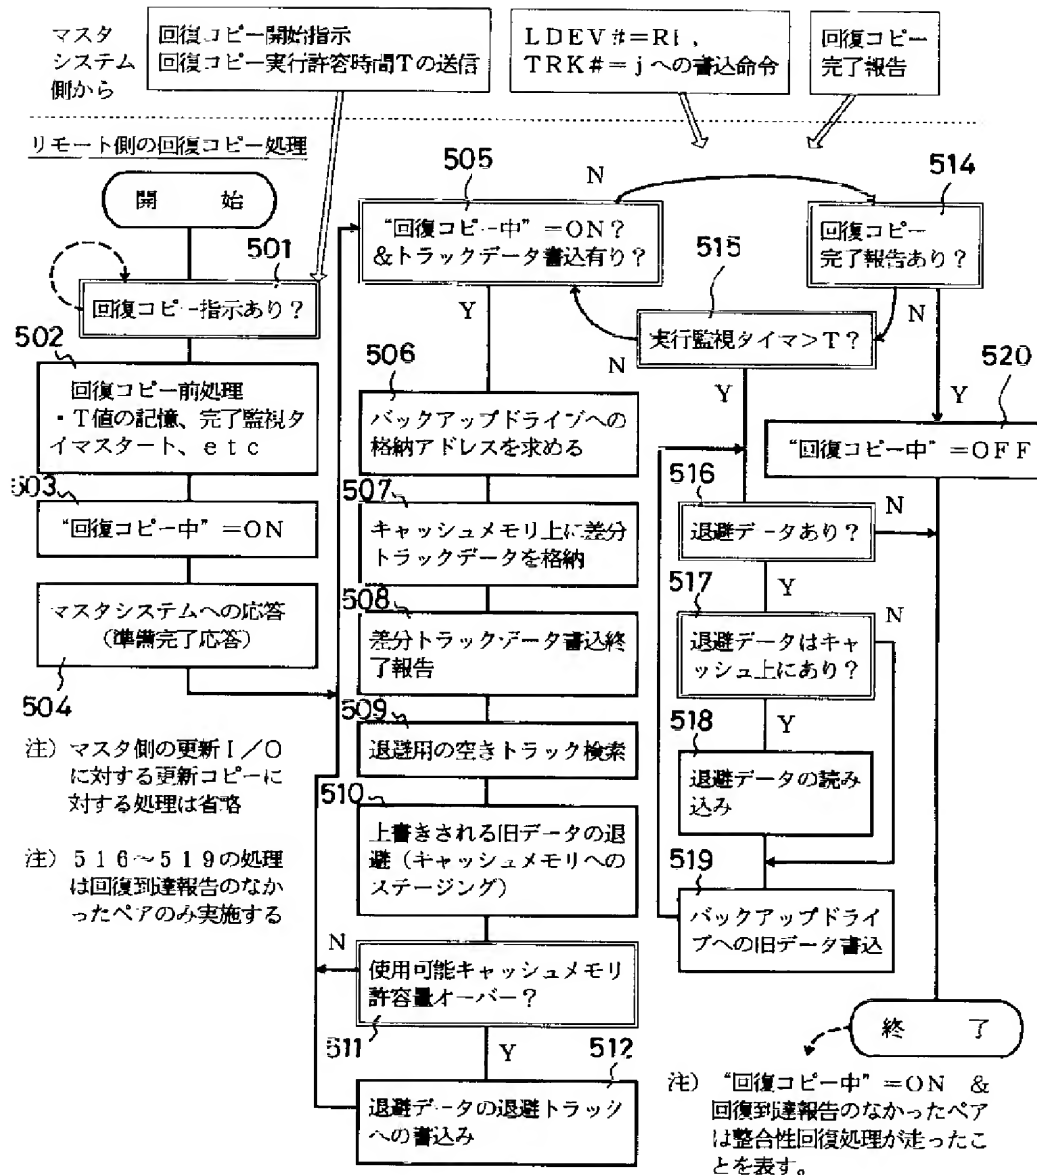 マスタ
システム
側から
回復コピー開始指示
回復コピー実行許容時間Tの送信
LDEV#=Ri,
TRK#=jへの書込命令
回復コピー
完了報告
リモート側の回復コピー処理
開 始
501
回復コピー指示あり?
502
回復コピー前処理
・T値の記憶、完了監視タ
イマスタート、etc
503
“回復コピー中”=ON
マスタシステムへの応答
(準備完了応答)
504
注) マスタ側の更新I/O
に対する更新コピーに
対する処理は省略
注) 516~519の処理
は回復到達報告のなか
ったペアのみ実施する
505
N
“回復コピー中”=ON?
&トラックデータ書込有り?
Y
506
バックアップドライブへの
格納アドレスを求める
507
キャッシュメモリ上に差分
トラックデータを格納
508
差分トラックデータ書込終
了報告
509
退避用の空きトラック検索
510
上書きされる旧データの退
避(キャッシュメモリへの
ステージング)
N
使用可能キャッシュメモリ
許容量オーバー?
511
Y
512
退避データの退避トラック
への書込み
514
回復コピー
完了報告あり?
515
N
実行監視タイマ>T?
N
Y
Y
520
“回復コピー中”=OFF
516
N
退避データあり?
Y
517
N
退避データはキャ
ッシュ上にあり?
Y
518
退避データの読み
込み
519
バックアップドライ
ブへの旧データ書込
終 了
注) “回復コピー中”=ON &
回復到達報告のなかったペア
は整合性回復処理が走ったこ
とを表す。